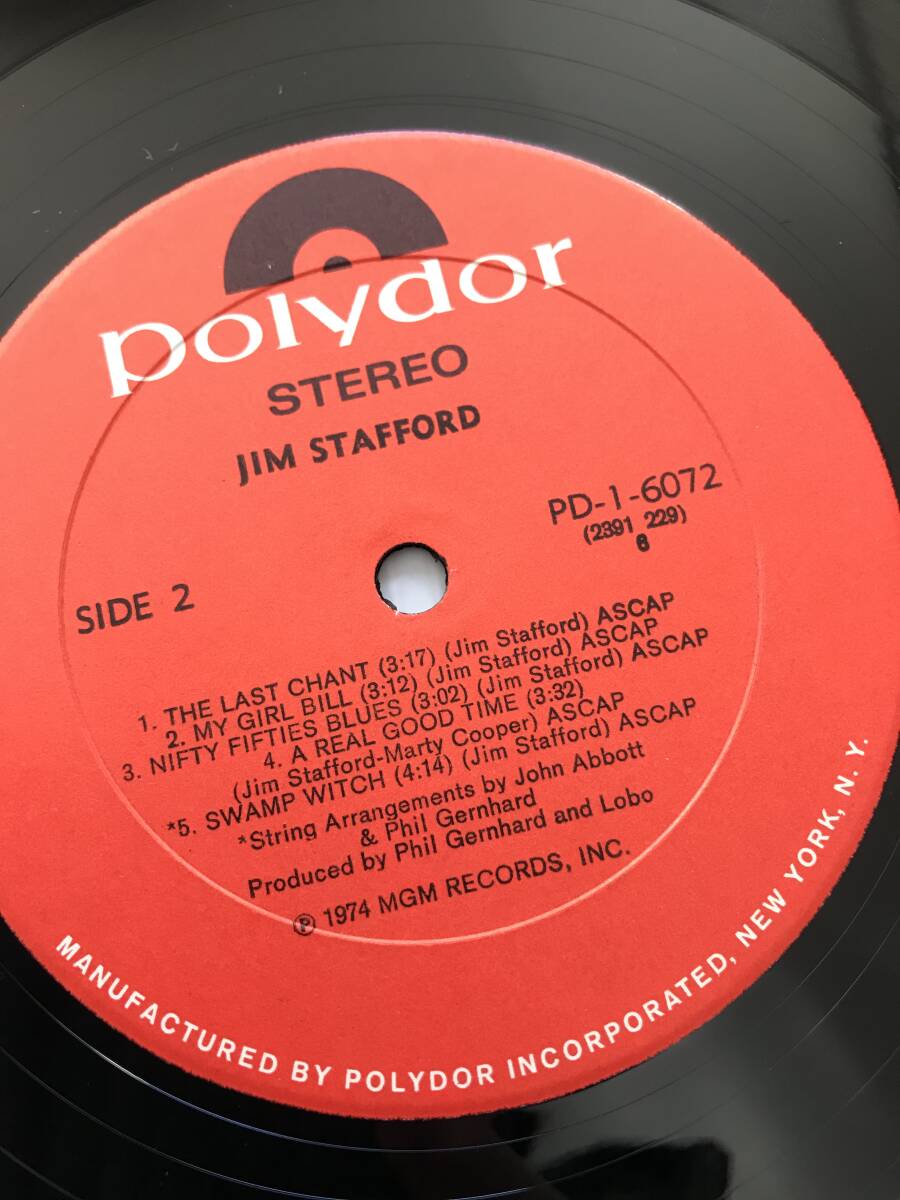 polydor
STEREO
JIM STAFFORD
PD-1-6072
(2391 229)
6
SIDE 2
1. THE LAST CHANT (3:17) (Jim Stafford) ASCAP
2. MY GIRL BILL (3:12) (Jim Stafford) ASCAP
3. NIFTY FIFTIES BLUES (3:02) (Jim Stafford) ASCAP
4. A REAL GOOD TIME (3:32)
(Jim Stafford-Marty Cooper) ASCAP
*5. SWAMP WITCH (4:14) (Jim Stafford) ASCAP
*String Arrangements by John Abbott
& Phil Gernhard
Produced by Phil Gernhard and Lobo
℗ 1974 MGM RECORDS, INC.
MANUFACTURED BY POLYDOR INCORPORATED, NEW YORK, N. Y.